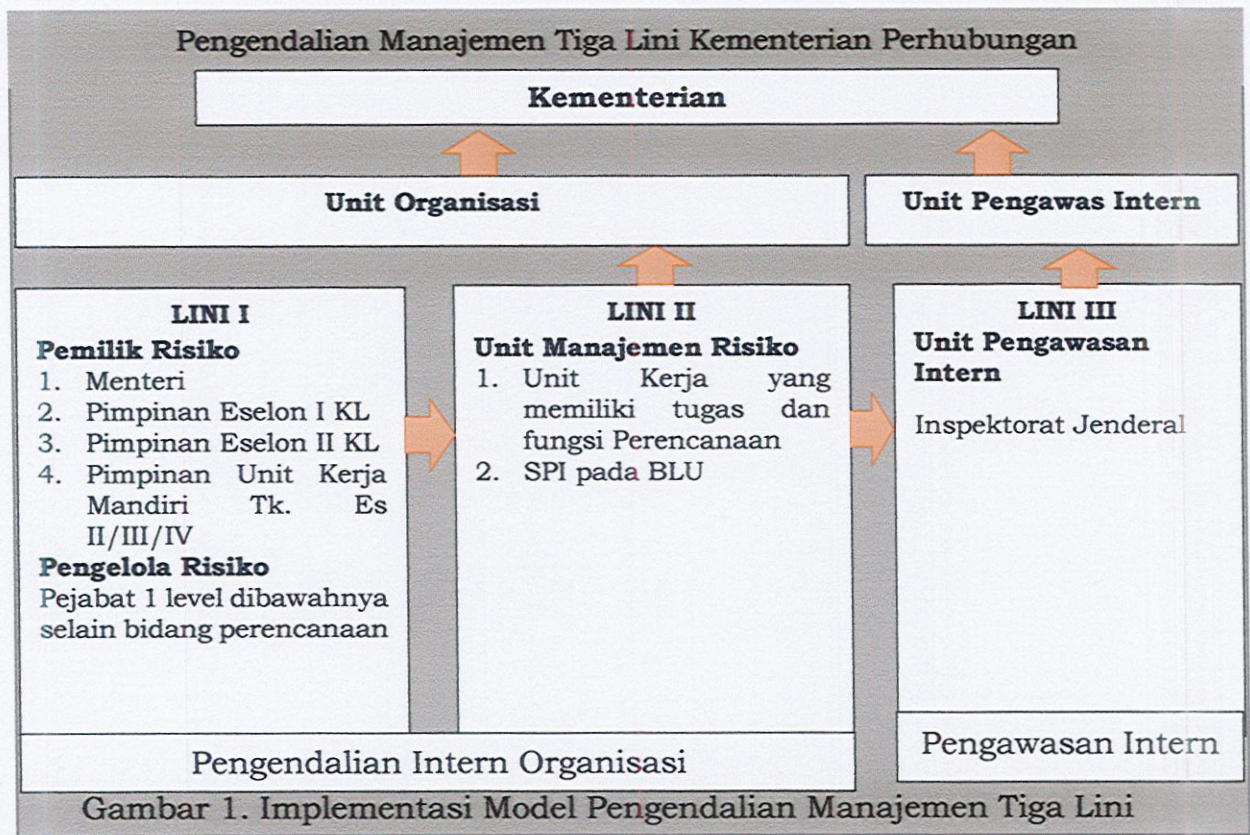 Pengendalian Manajemen Tiga Lini Kementerian Perhubungan
Kementerian
Unit Organisasi
Unit Pengawas Intern
LINI I
Pemilik Risiko
1. Menteri
2. Pimpinan Eselon I KL
3. Pimpinan Eselon II KL
4. Pimpinan Unit Kerja
Mandiri Tk. Es
II/III/IV
Pengelola Risiko
Pejabat 1 level dibawahnya
selain bidang perencanaan
LINI II
Unit Manajemen Risiko
1. Unit Kerja yang
memiliki tugas dan
fungsi Perencanaan
2. SPI pada BLU
LINI III
Unit Pengawasan
Intern
Inspektorat Jenderal
Pengendalian Intern Organisasi
Pengawasan Intern
Gambar 1. Implementasi Model Pengendalian Manajemen Tiga Lini